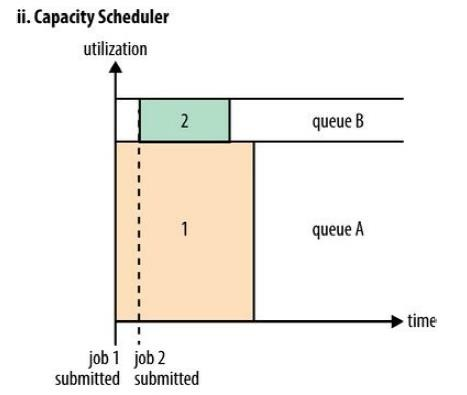 ii. Capacity Scheduler
utilization
2
queue B
1
queue A
time
job 1 job 2
submitted submitted